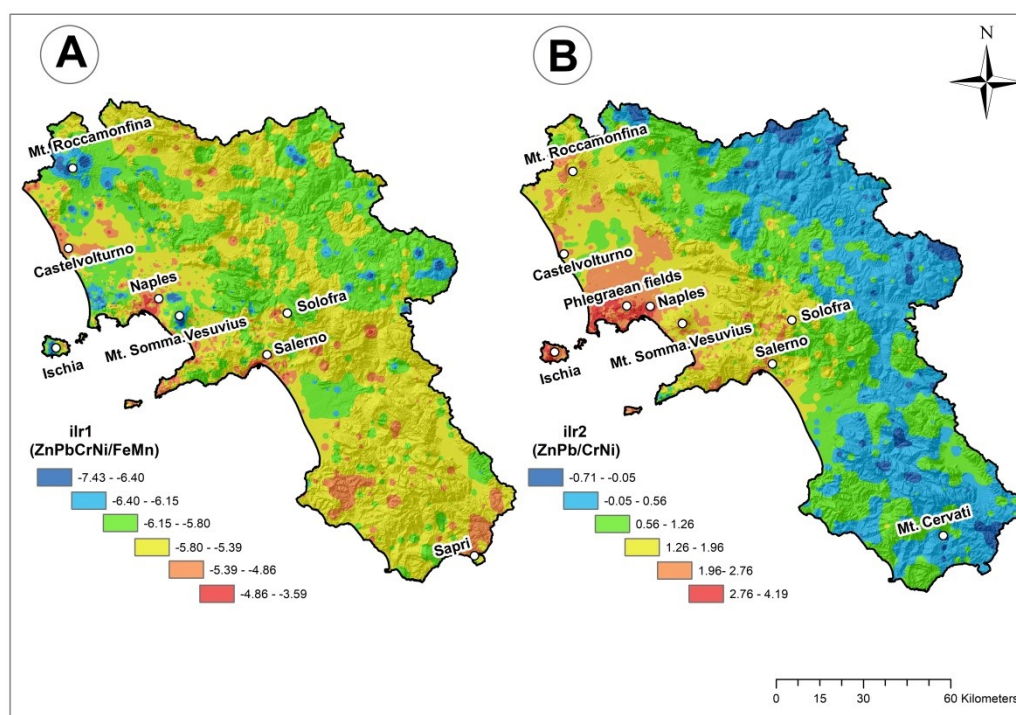 A
B
N
Mt. Roccamonfina
Castelvolturno
Naples
Mt. Somma.Vesuvius
Solofra
Salerno
Ischia
Sapri
ilr1
(ZnPbCrNi/FeMn)
-7.43 - -6.40
-6.40 - -6.15
-6.15 - -5.80
-5.80 - -5.39
-5.39 - -4.86
-4.86 - -3.59
Mt. Roccamonfina
Castelvolturno
Phlegraean fields
Naples
Mt. Somma.Vesuvius
Solofra
Salerno
Ischia
Mt. Cervati
ilr2
(ZnPb/CrNi)
-0.71 - -0.05
-0.05 - 0.56
0.56 - 1.26
1.26 - 1.96
1.96- 2.76
2.76 - 4.19
0 15 30 60 Kilometers